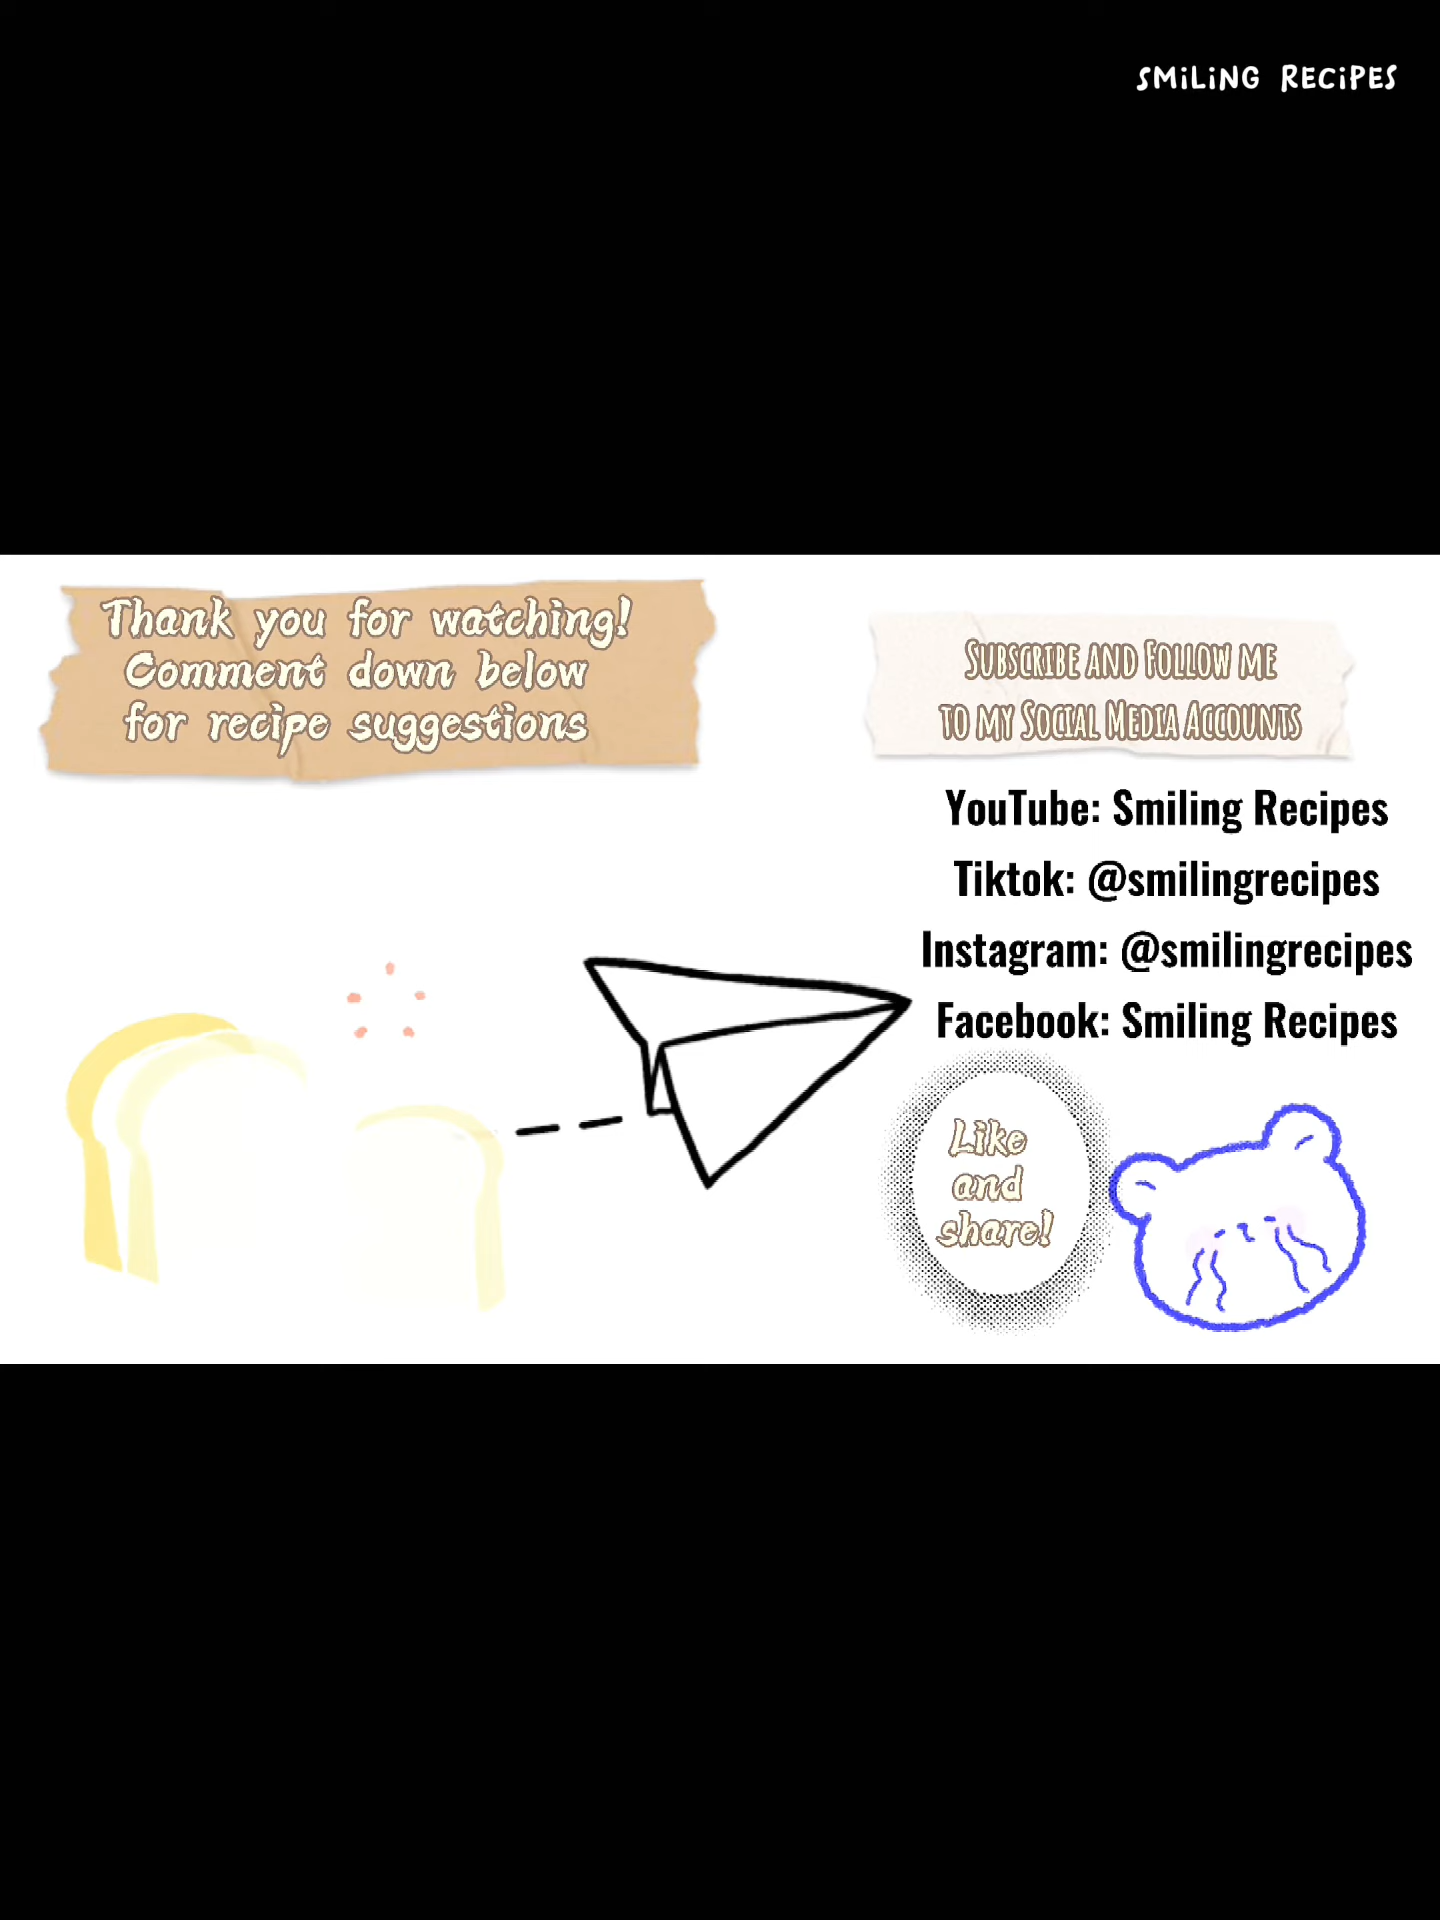 SMiLiNG RECiPES
Thank you for watching!
Comment down below
for recipe suggestions
SUBSCRIBE AND FOLLOW ME
TO MY SOCIAL MEDIA ACCOUNTS
YouTube: Smiling Recipes
Tiktok: @smilingrecipes
Instagram: @smilingrecipes
Facebook: Smiling Recipes
Like
and
share!